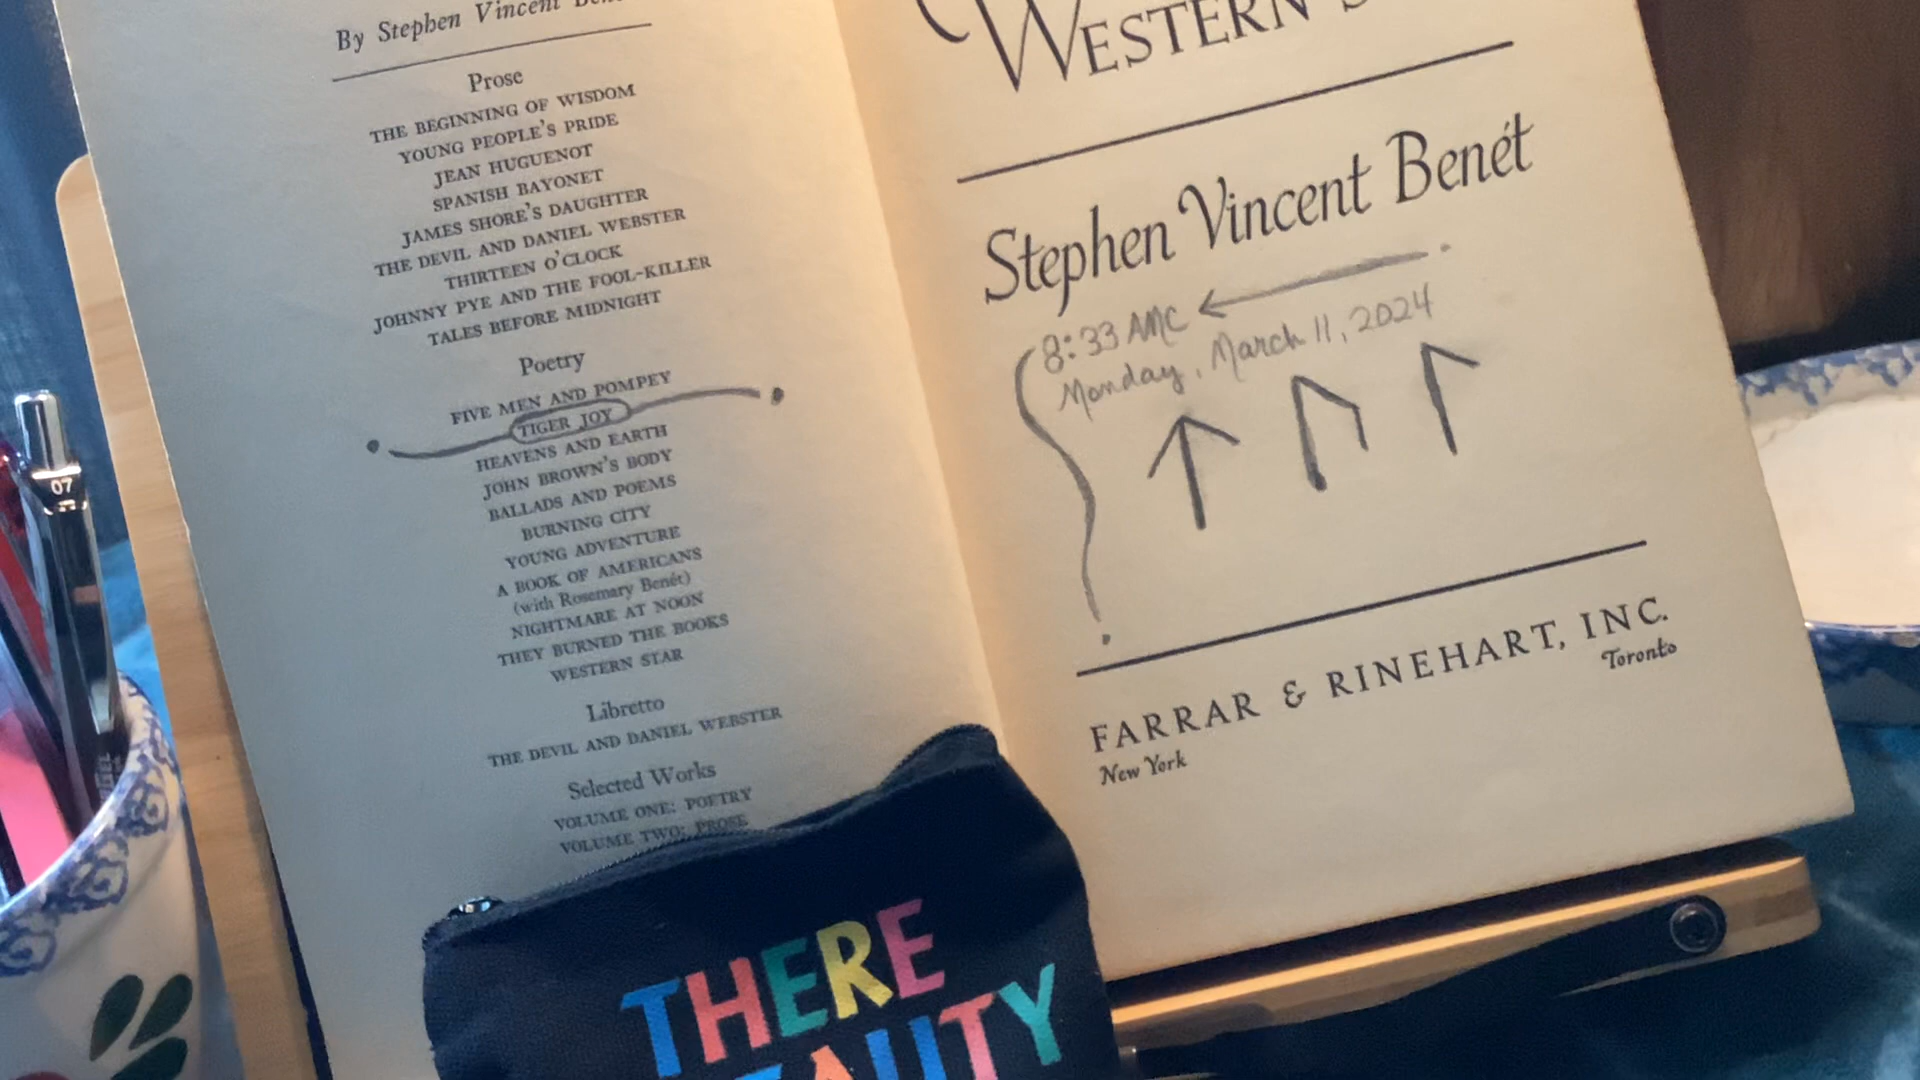 By Stephen Vincent
Prose
THE BEGINNING OF WISDOM
YOUNG PEOPLE'S PRIDE
JEAN HUGUENOT
SPANISH BAYONET
JAMES SHORE'S DAUGHTER
THE DEVIL AND DANIEL WEBSTER
THIRTEEN O'CLOCK
JOHNNY PYE AND THE FOOL-KILLER
TALES BEFORE MIDNIGHT
Poetry
FIVE MEN AND POMPEY
TIGER JOY
HEAVENS AND EARTH
JOHN BROWN'S BODY
BALLADS AND POEMS
BURNING CITY
YOUNG ADVENTURE
A BOOK OF AMERICANS
(with Rosemary Benét)
NIGHTMARE AT NOON
THEY BURNED THE BOOKS
WESTERN STAR
Libretto
THE DEVIL AND DANIEL WEBSTER
Selected Works
VOLUME ONE: POETRY
VOLUME TWO: PROSE
WESTERN
Stephen Vincent Benét
8:33 AMC
Monday, March 11, 2024
ᛏ ᚢ ᛚ
FARRAR & RINEHART, INC.
New York Toronto
07
THERE